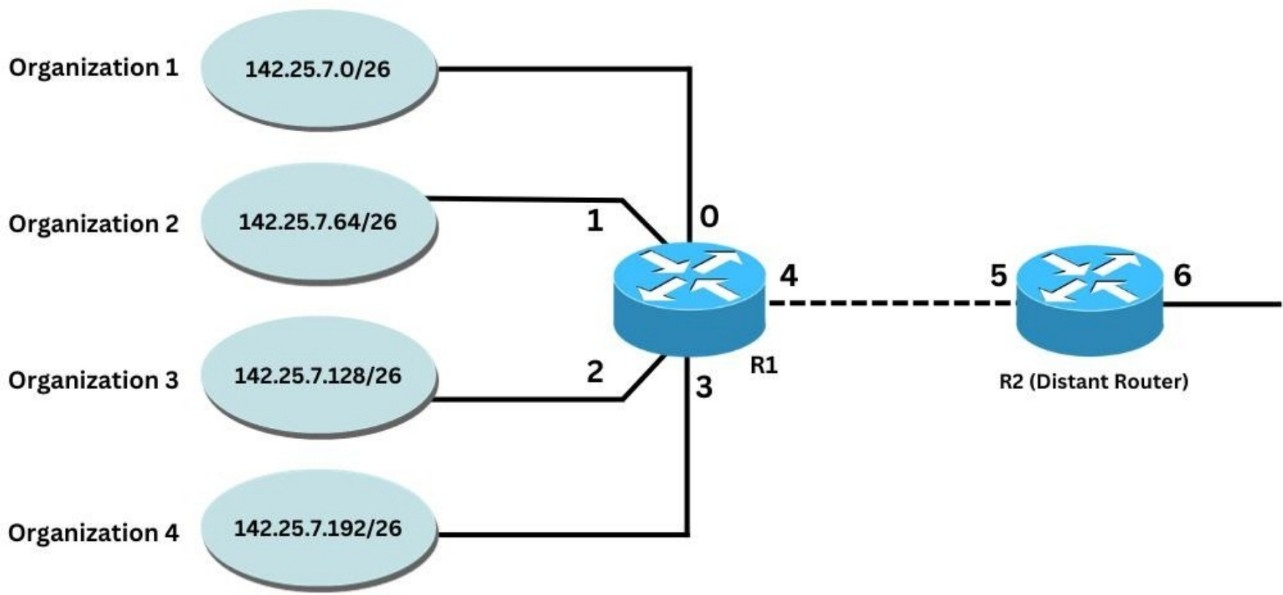 Organization 1
142.25.7.0/26
Organization 2
142.25.7.64/26
1
0
4
5
6
Organization 3
142.25.7.128/26
2
3
R1
R2 (Distant Router)
Organization 4
142.25.7.192/26